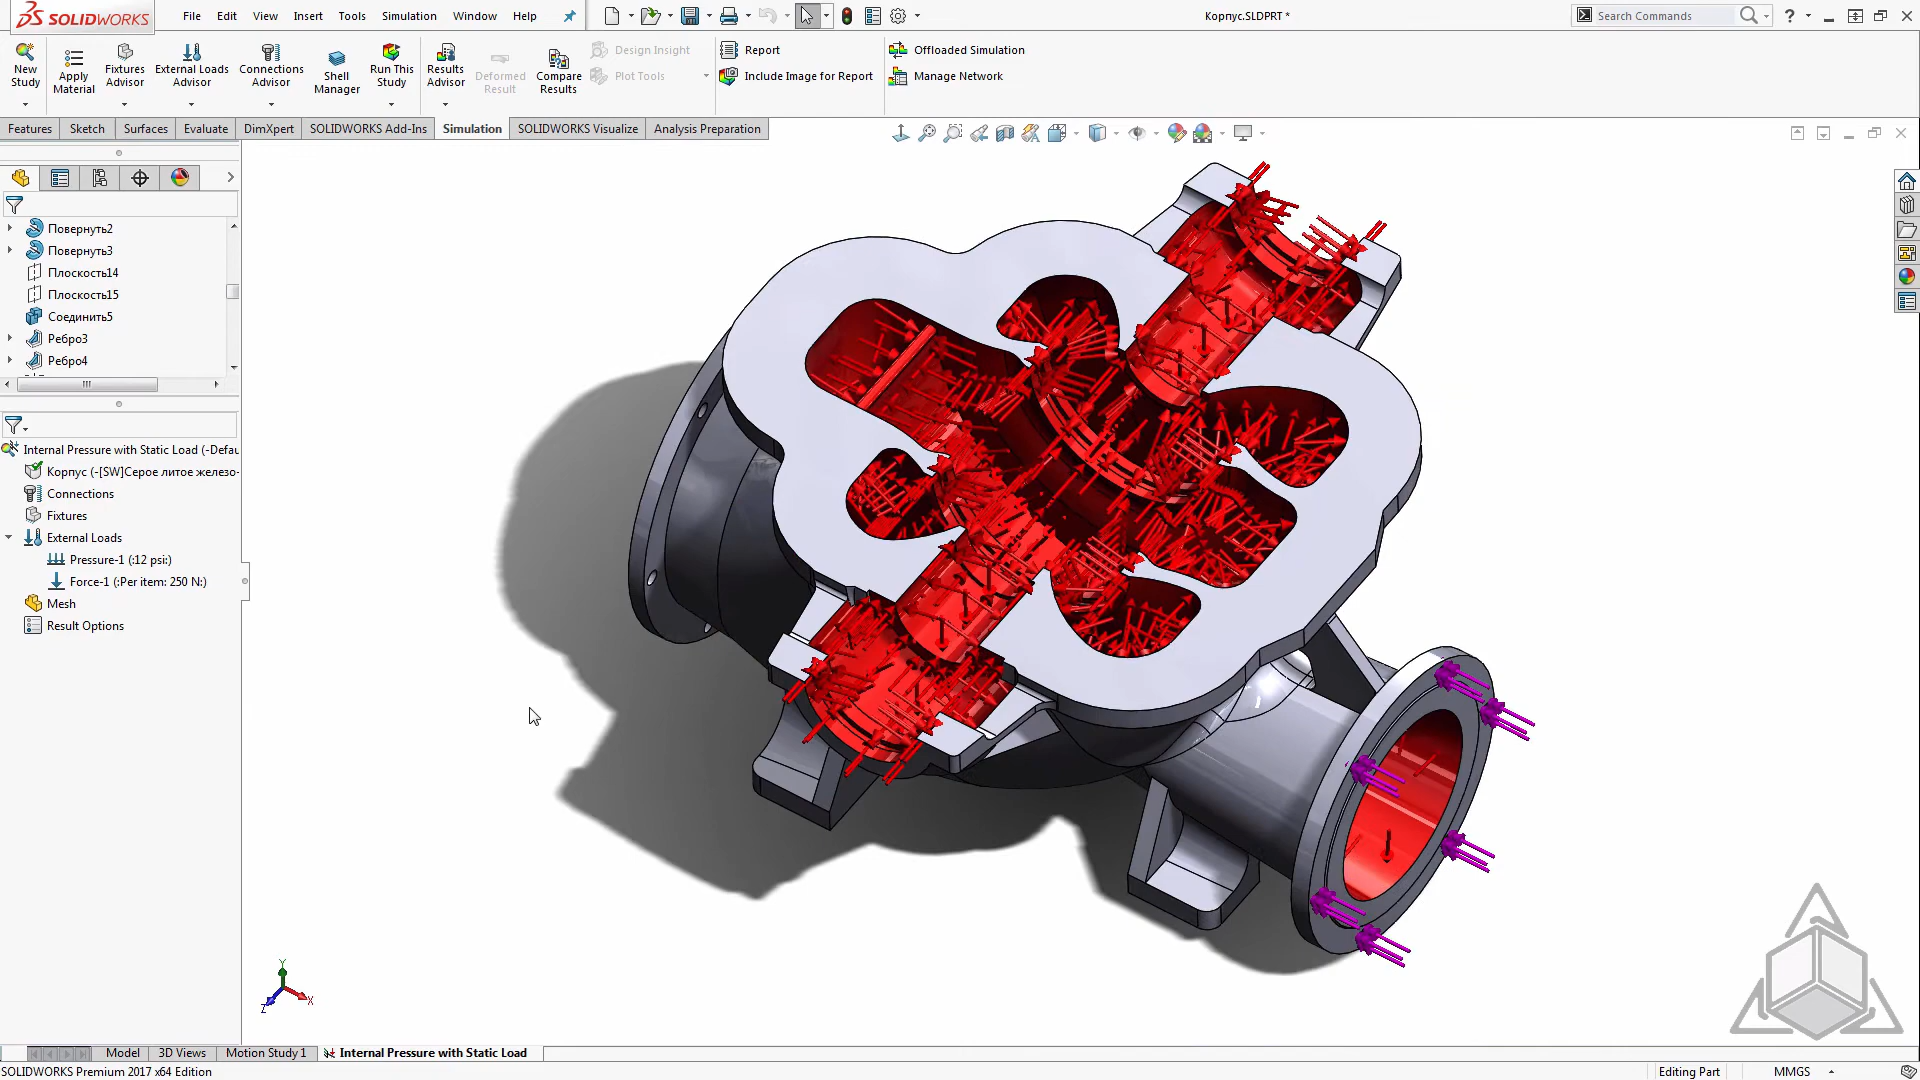 SOLIDWORKS
File Edit View Insert Tools Simulation Window Help
Корпус.SLDPRT *
Search Commands
New Study
Apply Material
Fixtures Advisor
External Loads Advisor
Connections Advisor
Shell Manager
Run This Study
Results Advisor
Deformed Result
Compare Results
Design Insight
Plot Tools
Report
Include Image for Report
Offloaded Simulation
Manage Network
Features Sketch Surfaces Evaluate DimXpert SOLIDWORKS Add-Ins Simulation SOLIDWORKS Visualize Analysis Preparation
Повернуть2
Повернуть3
Плоскость14
Плоскость15
Соединить5
Ребро3
Ребро4
Internal Pressure with Static Load (-Defau
Корпус (-[SW]Серое литое железо-
Connections
Fixtures
External Loads
Pressure-1 (:12 psi:)
Force-1 (:Per item: 250 N:)
Mesh
Result Options
Y
X
Z
Model 3D Views Motion Study 1 Internal Pressure with Static Load
SOLIDWORKS Premium 2017 x64 Edition
Editing Part
MMGS